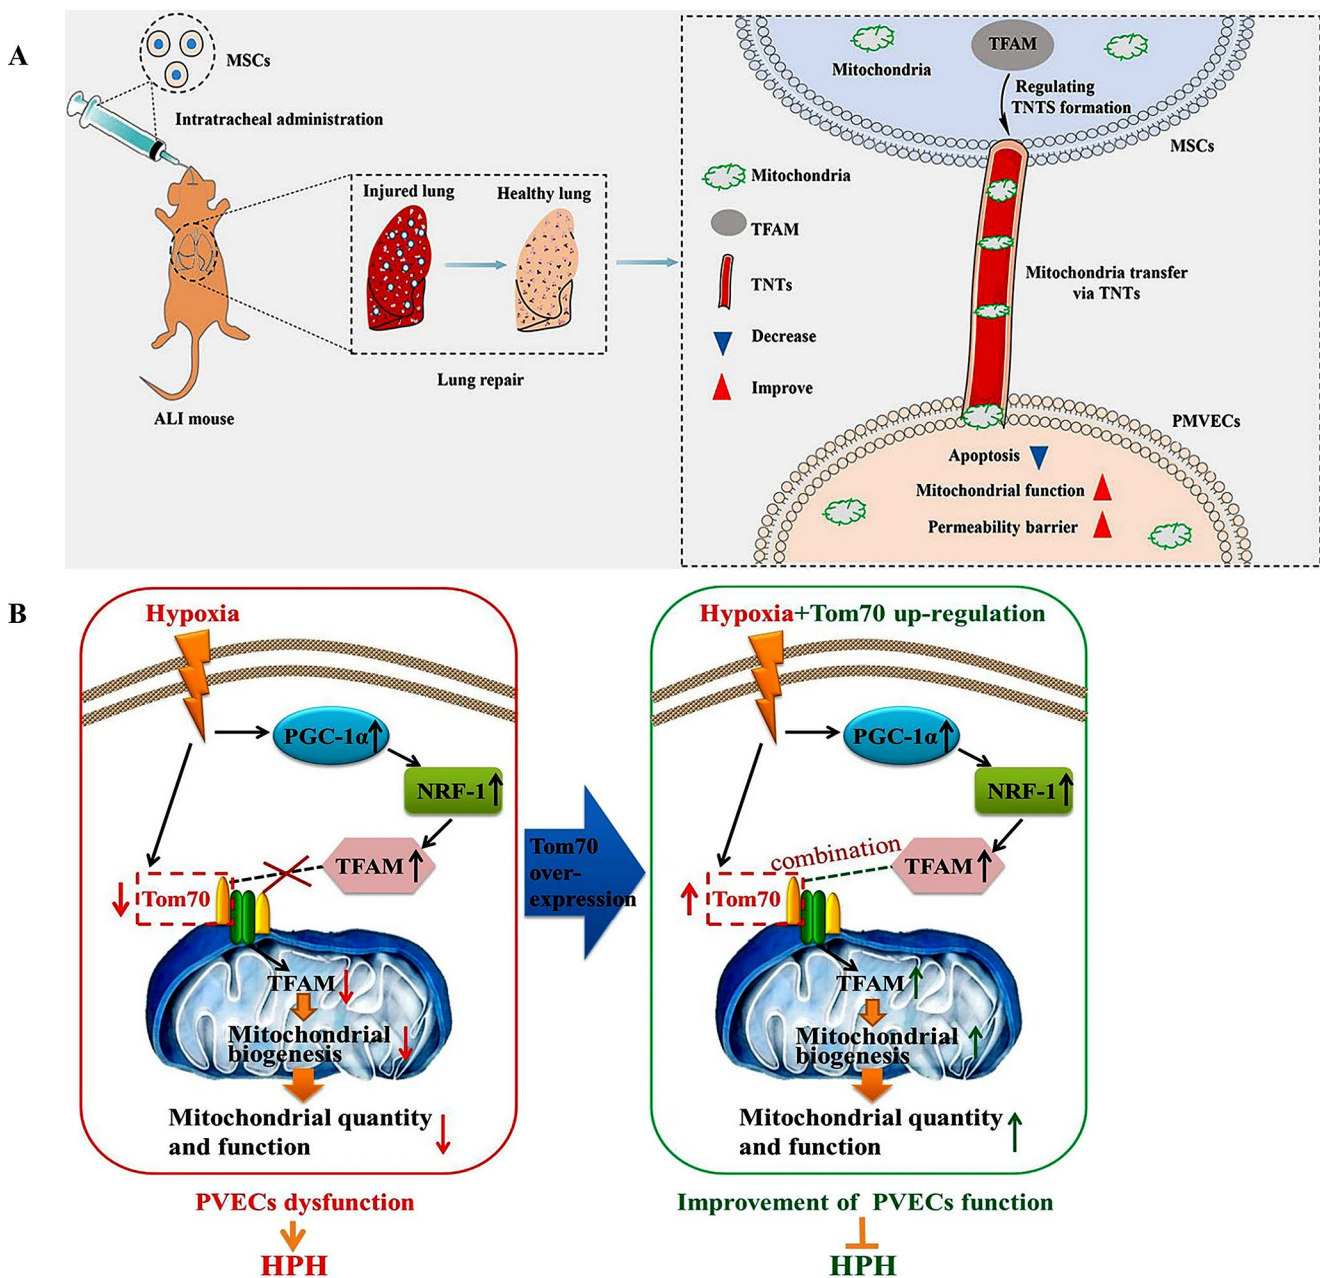 A
MSCs
Intratracheal administration
Injured lung
Healthy lung
Lung repair
ALI mouse
Mitochondria
TFAM
TNTs
Decrease
Improve
Mitochondria
TFAM
Regulating
TNTS formation
MSCs
Mitochondria transfer
via TNTs
PMVECs
Apoptosis
Mitochondrial function
Permeability barrier
B
Hypoxia
PGC-1α
NRF-1
TFAM
Tom70
TFAM
Mitochondrial
biogenesis
Mitochondrial quantity
and function
PVECs dysfunction
HPH
Tom70
over-
expression
Hypoxia+Tom70 up-regulation
PGC-1α
NRF-1
combination
TFAM
Tom70
TFAM
Mitochondrial
biogenesis
Mitochondrial quantity
and function
Improvement of PVECs function
HPH